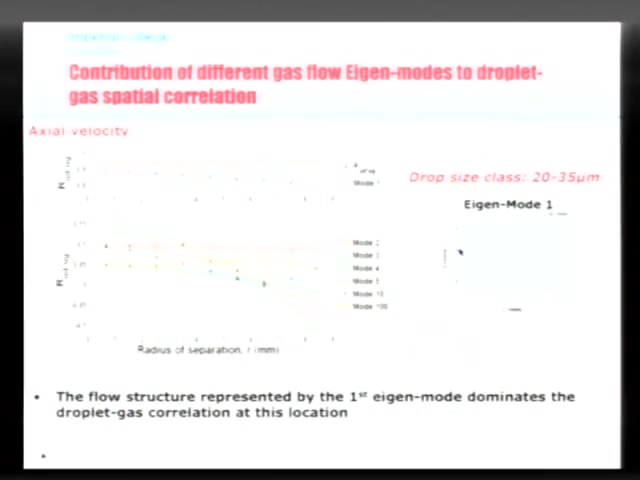 Contribution of different gas flow Eigen-modes to droplet-
gas spatial correlation
Axial velocity
Drop size class: 20-35µm
Eigen-Mode 1
Mode
Mode 2
Mode 3
Mode 4
Mode 5
Mode 10
Mode 100
Radius of separation, r (mm)
• The flow structure represented by the 1st eigen-mode dominates the
droplet-gas correlation at this location
•